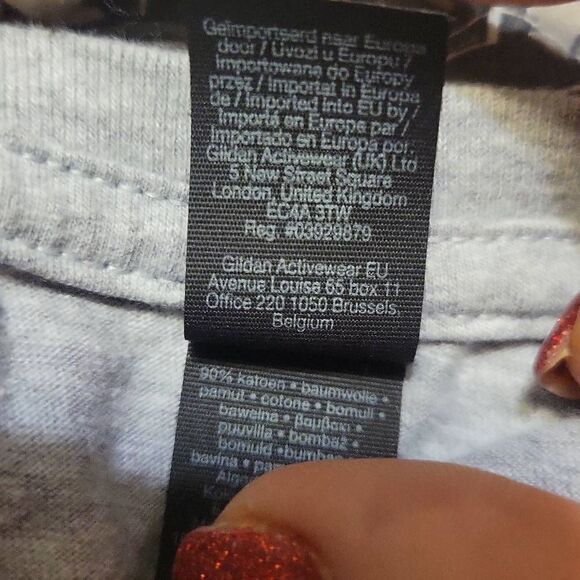 Geïmporteerd naar Europa
door / Uvozi u Europu /
Importowane do Europy
przez / Importat in Europa
de / Imported into EU by /
Importá en Europe par /
Importado en Europa por.
Gildan Activewear (UK) Ltd
5 New Street Square
London, United Kingdom
EC4A 3TW
Reg. #03929879
Gildan Activewear EU
Avenue Louise 65 box 11
Office 220 1050 Brussels,
Belgium
90% katoen • baumwolle •
pamut • cotone • bomull •
bawełna • βαμβάκι •
puuvilla • bombaž •
bomuld • bumbac
bavlna